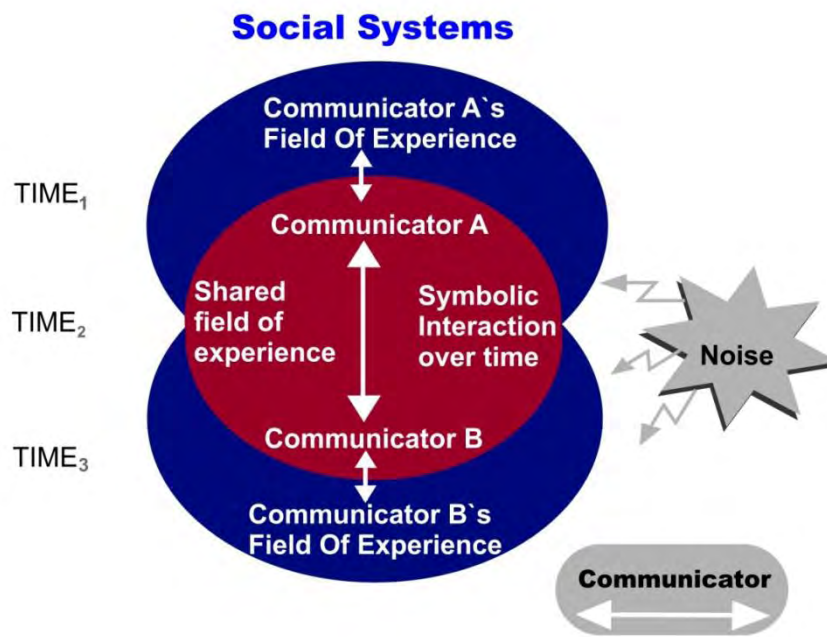 Social Systems
Communicator A`s
Field Of Experience
TIME₁
Communicator A
Shared
field of
experience
Symbolic
Interaction
over time
TIME₂
Noise
Communicator B
TIME₃
Communicator B`s
Field Of Experience
Communicator